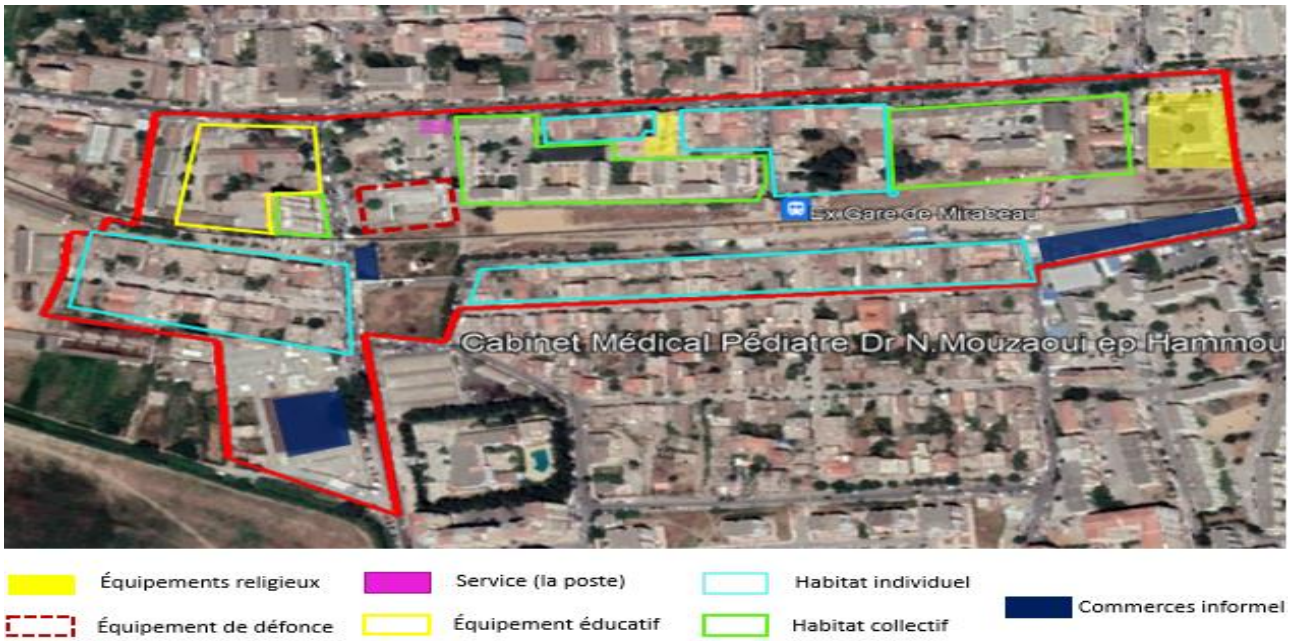 Ex Gare de Mirabeau
Cabinet Médical Pédiatre Dr N.Mouzaoui ep Hammou
Équipements religieux
Service (la poste)
Habitat individuel
Commerces informel
Équipement de défonce
Équipement éducatif
Habitat collectif